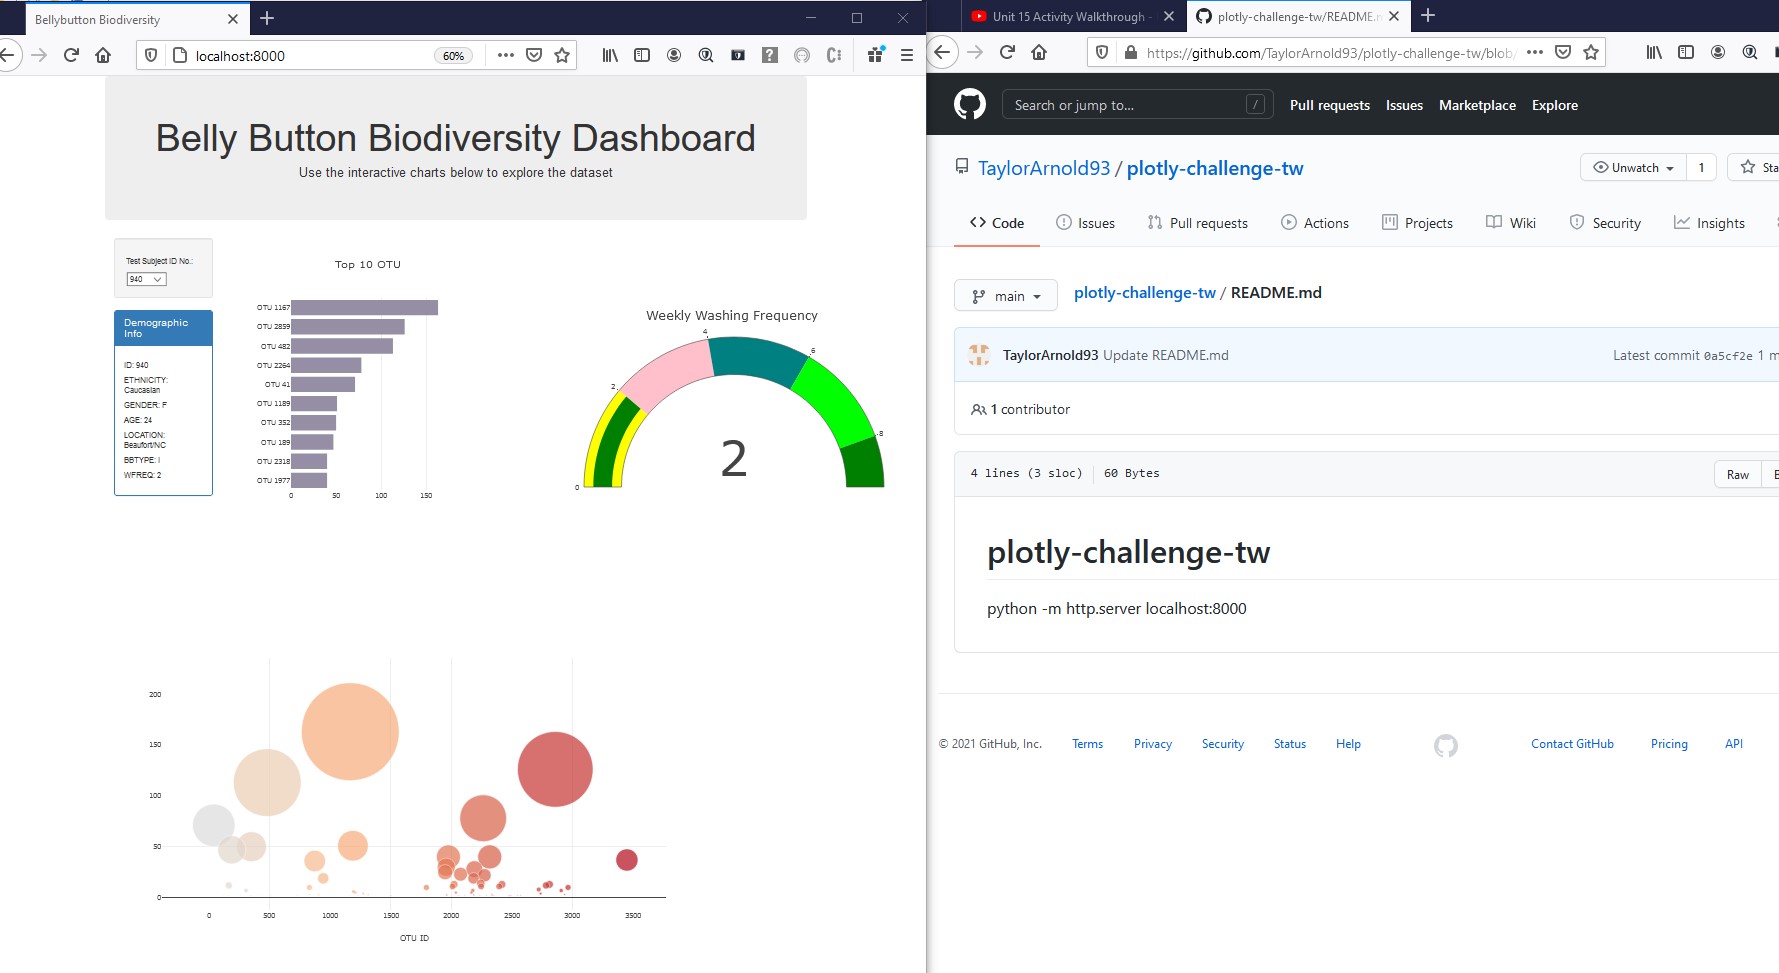 Bellybutton Biodiversity
localhost:8000
60%
Belly Button Biodiversity Dashboard
Use the interactive charts below to explore the dataset
Test Subject ID No.:
940
Demographic
Info
ID: 940
ETHNICITY:
Caucasian
GENDER: F
AGE: 24
LOCATION:
Beaufort/NC
BBTYPE: I
WFREQ: 2
Top 10 OTU
OTU 1167
OTU 2859
OTU 482
OTU 2264
OTU 41
OTU 1189
OTU 352
OTU 189
OTU 2318
OTU 1977
0 50 100 150
Weekly Washing Frequency
0
2
4
6
8
2
200
150
100
50
0
0 500 1000 1500 2000 2500 3000 3500
OTU ID
Unit 15 Activity Walkthrough -
plotly-challenge-tw/README.m
https://github.com/TaylorArnold93/plotly-challenge-tw/blob/
Search or jump to... /
Pull requests Issues Marketplace Explore
TaylorArnold93 / plotly-challenge-tw
Unwatch 1 Sta
Code Issues Pull requests Actions Projects Wiki Security Insights
main plotly-challenge-tw / README.md
TaylorArnold93 Update README.md Latest commit 0a5cf2e 1 m
1 contributor
4 lines (3 sloc) 60 Bytes Raw
plotly-challenge-tw
python -m http.server localhost:8000
© 2021 GitHub, Inc. Terms Privacy Security Status Help Contact GitHub Pricing API